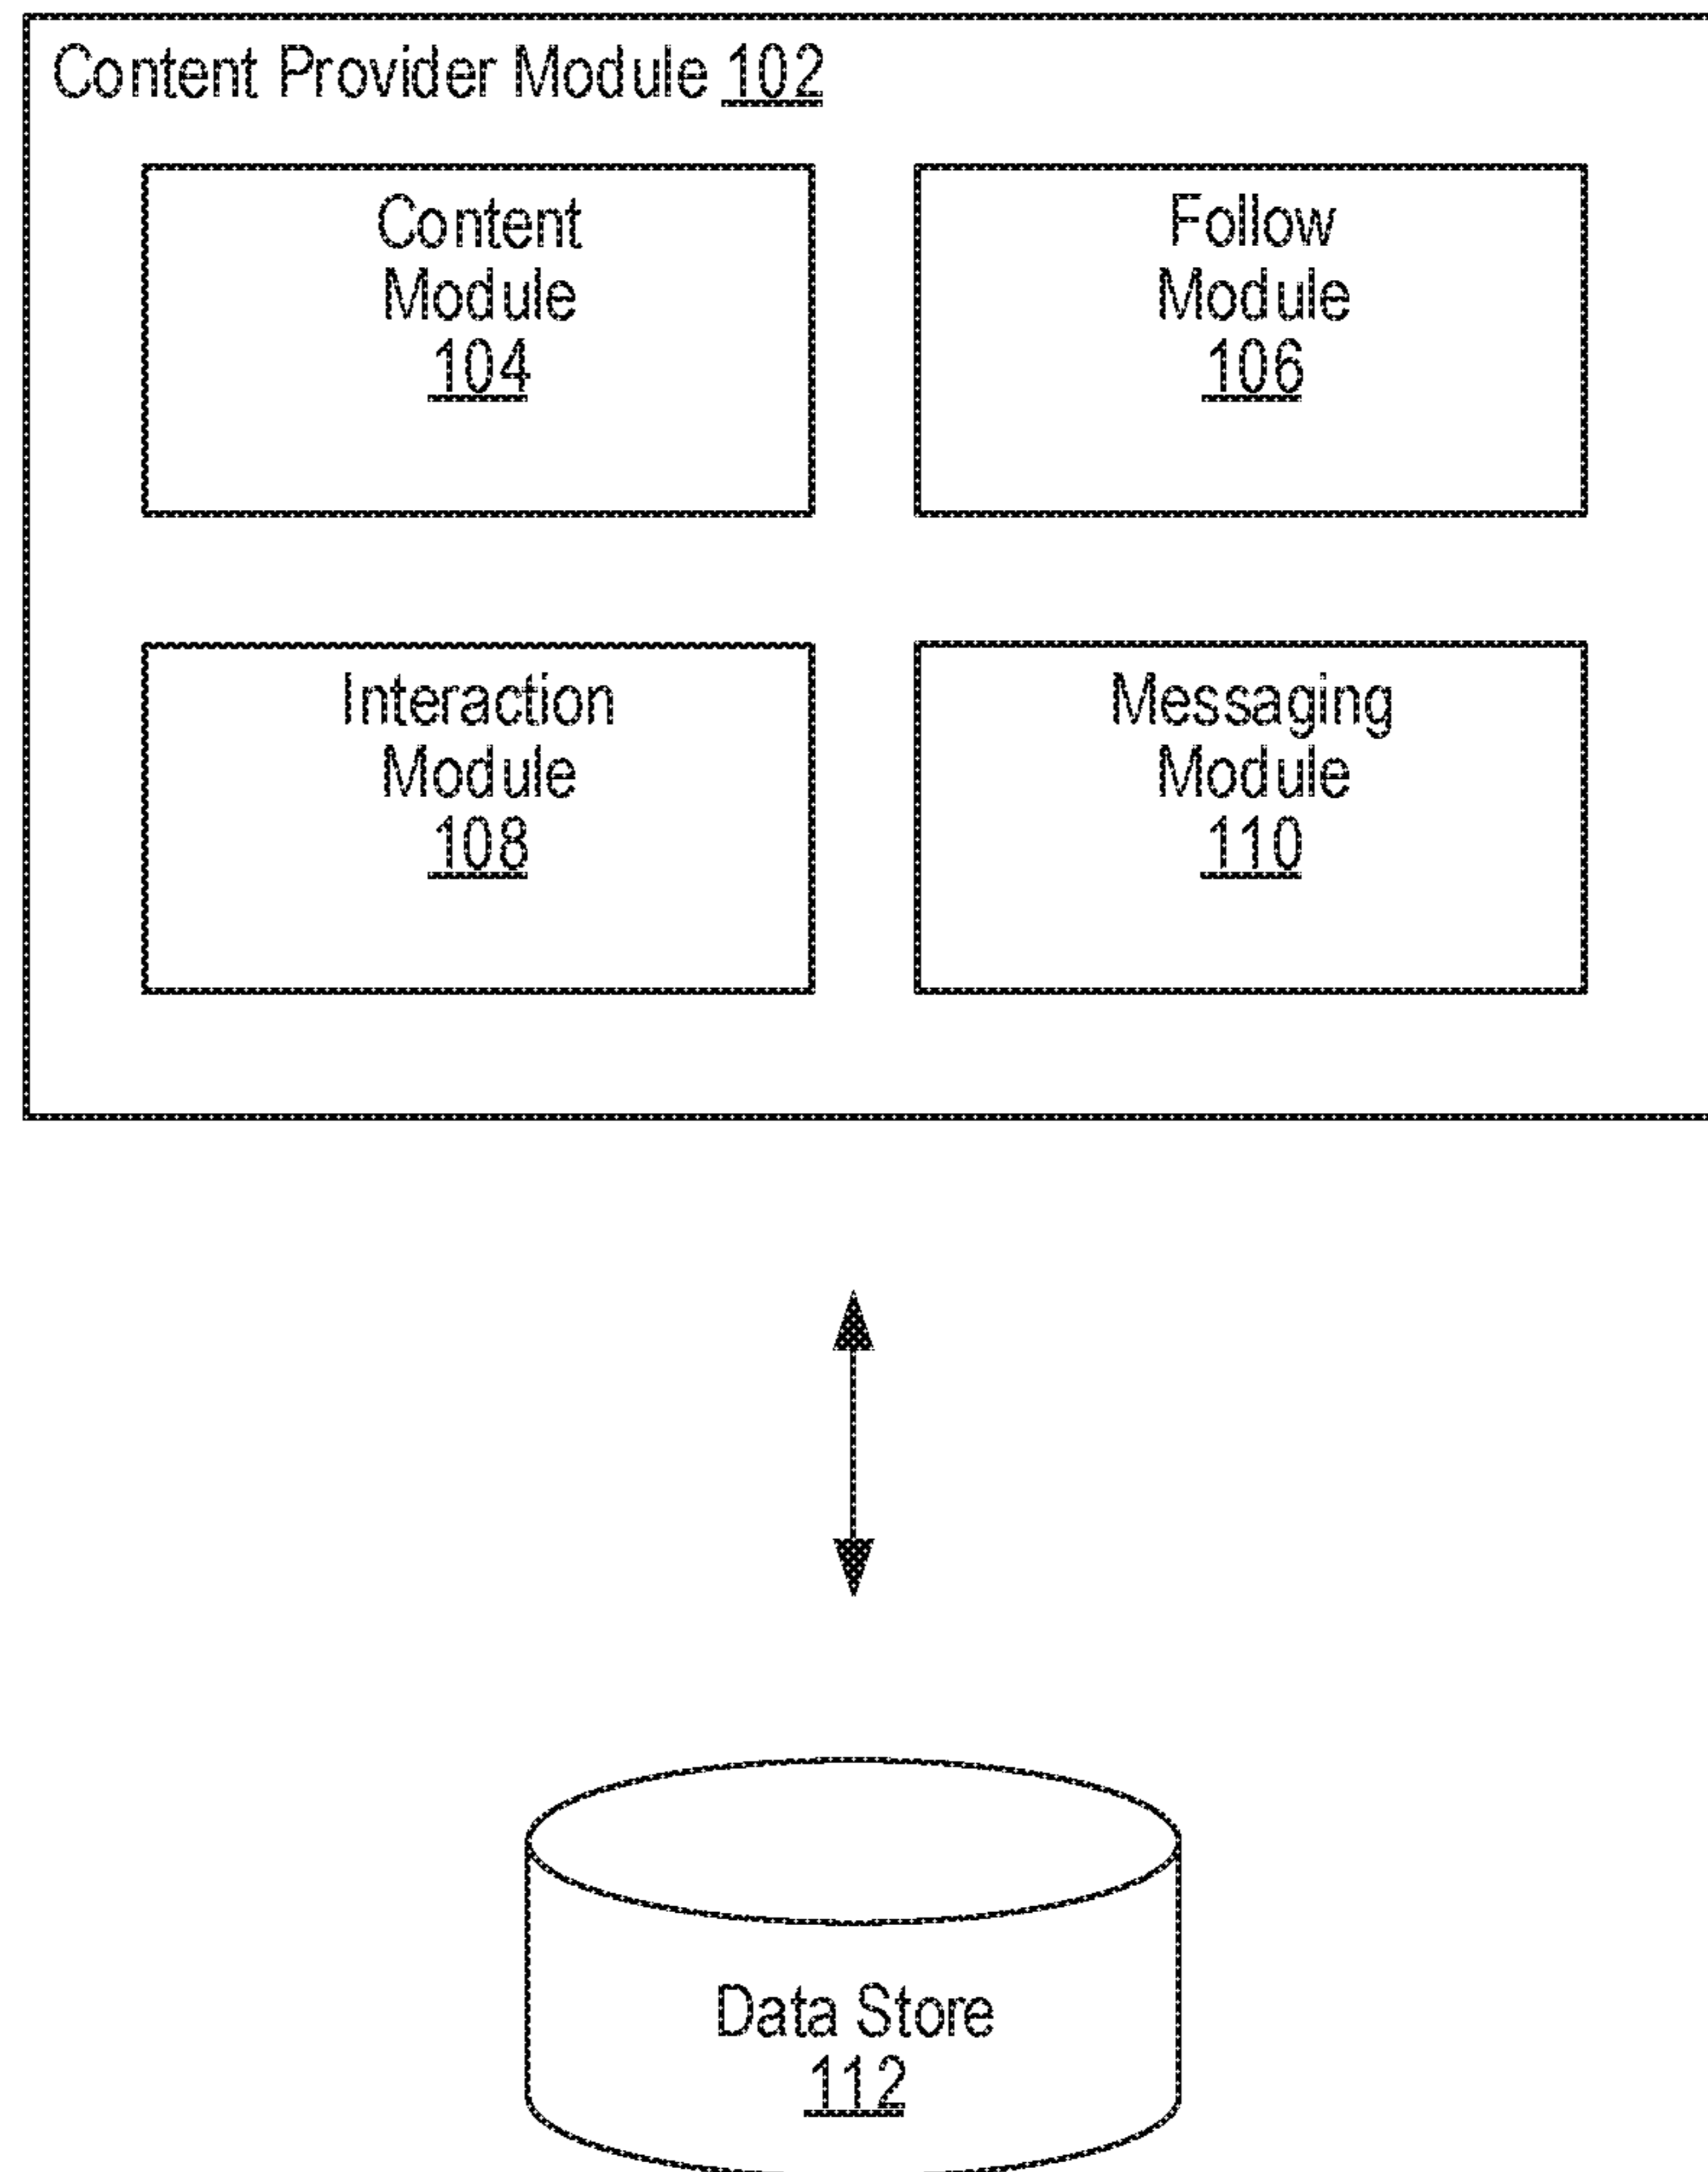 Content Provider Module 102
Content
Module
104
Follow
Module
106
Interaction
Module
108
Messaging
Module
110
Data Store
112